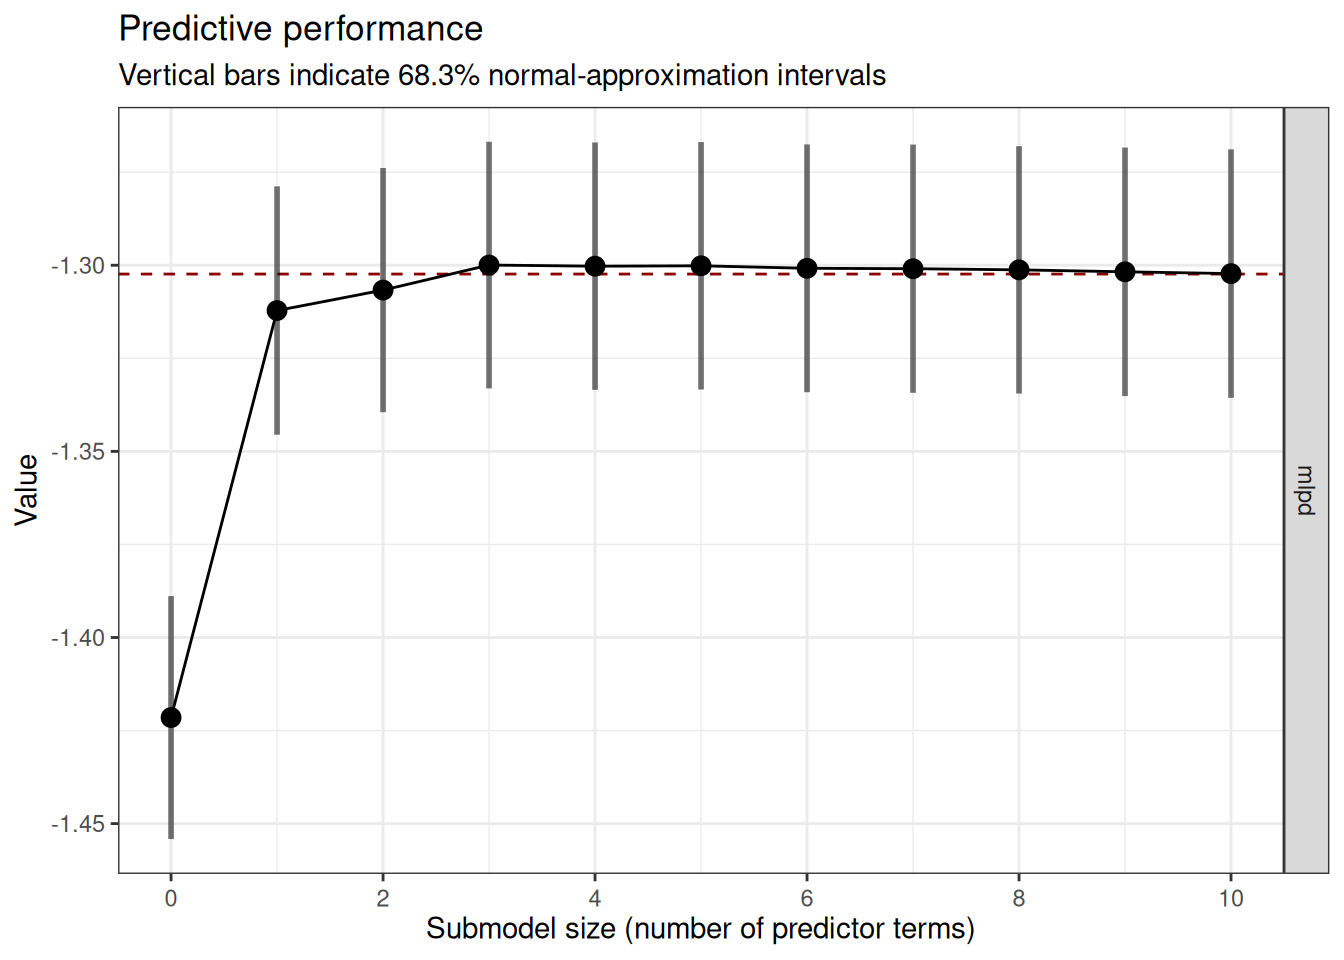 Predictive performance
Vertical bars indicate 68.3% normal-approximation intervals
-1.30
-1.35
-1.40
-1.45
Value
mlpd
0 2 4 6 8 10
Submodel size (number of predictor terms)